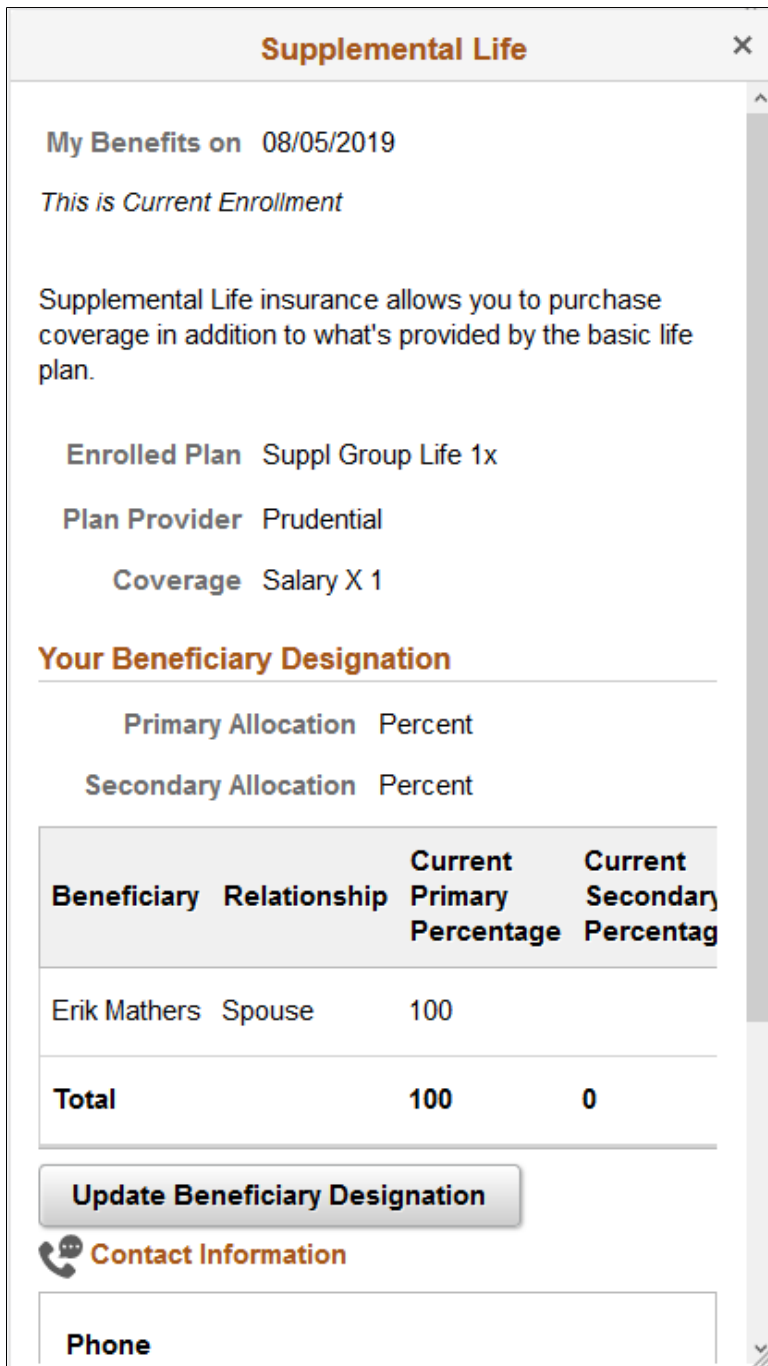 Supplemental Life ×
My Benefits on 08/05/2019
This is Current Enrollment
Supplemental Life insurance allows you to purchase
coverage in addition to what's provided by the basic life
plan.
Enrolled Plan Suppl Group Life 1x
Plan Provider Prudential
Coverage Salary X 1
Your Beneficiary Designation
Primary Allocation Percent
Secondary Allocation Percent
Current Current
Beneficiary Relationship Primary Secondary
Percentage Percentag
Erik Mathers Spouse 100
Total 100 0
Update Beneficiary Designation
Contact Information
Phone